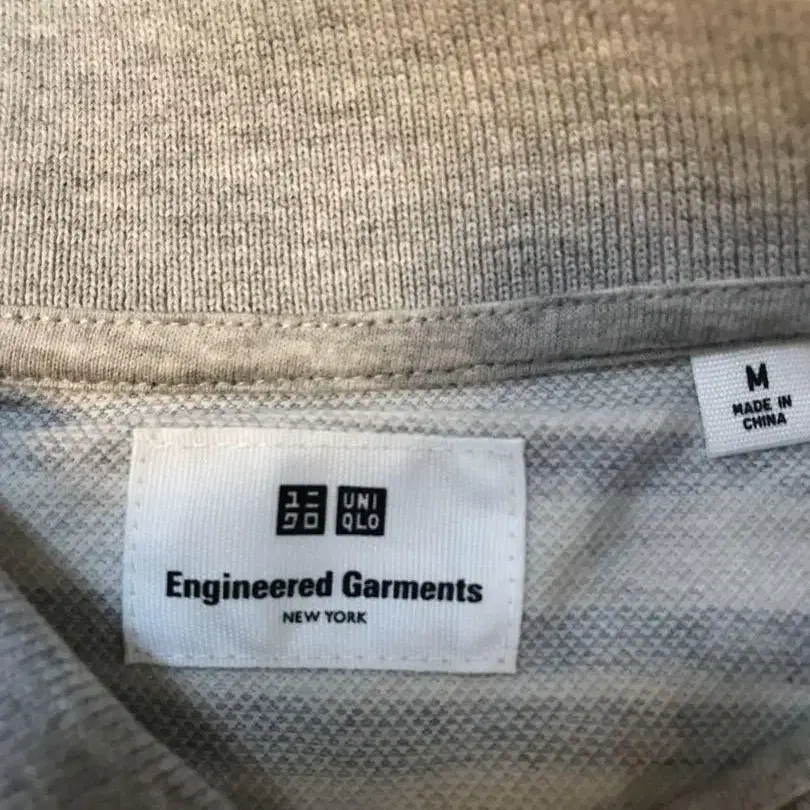 ユニ UNI
クロ QLO
Engineered Garments
NEW YORK
M
MADE IN
CHINA